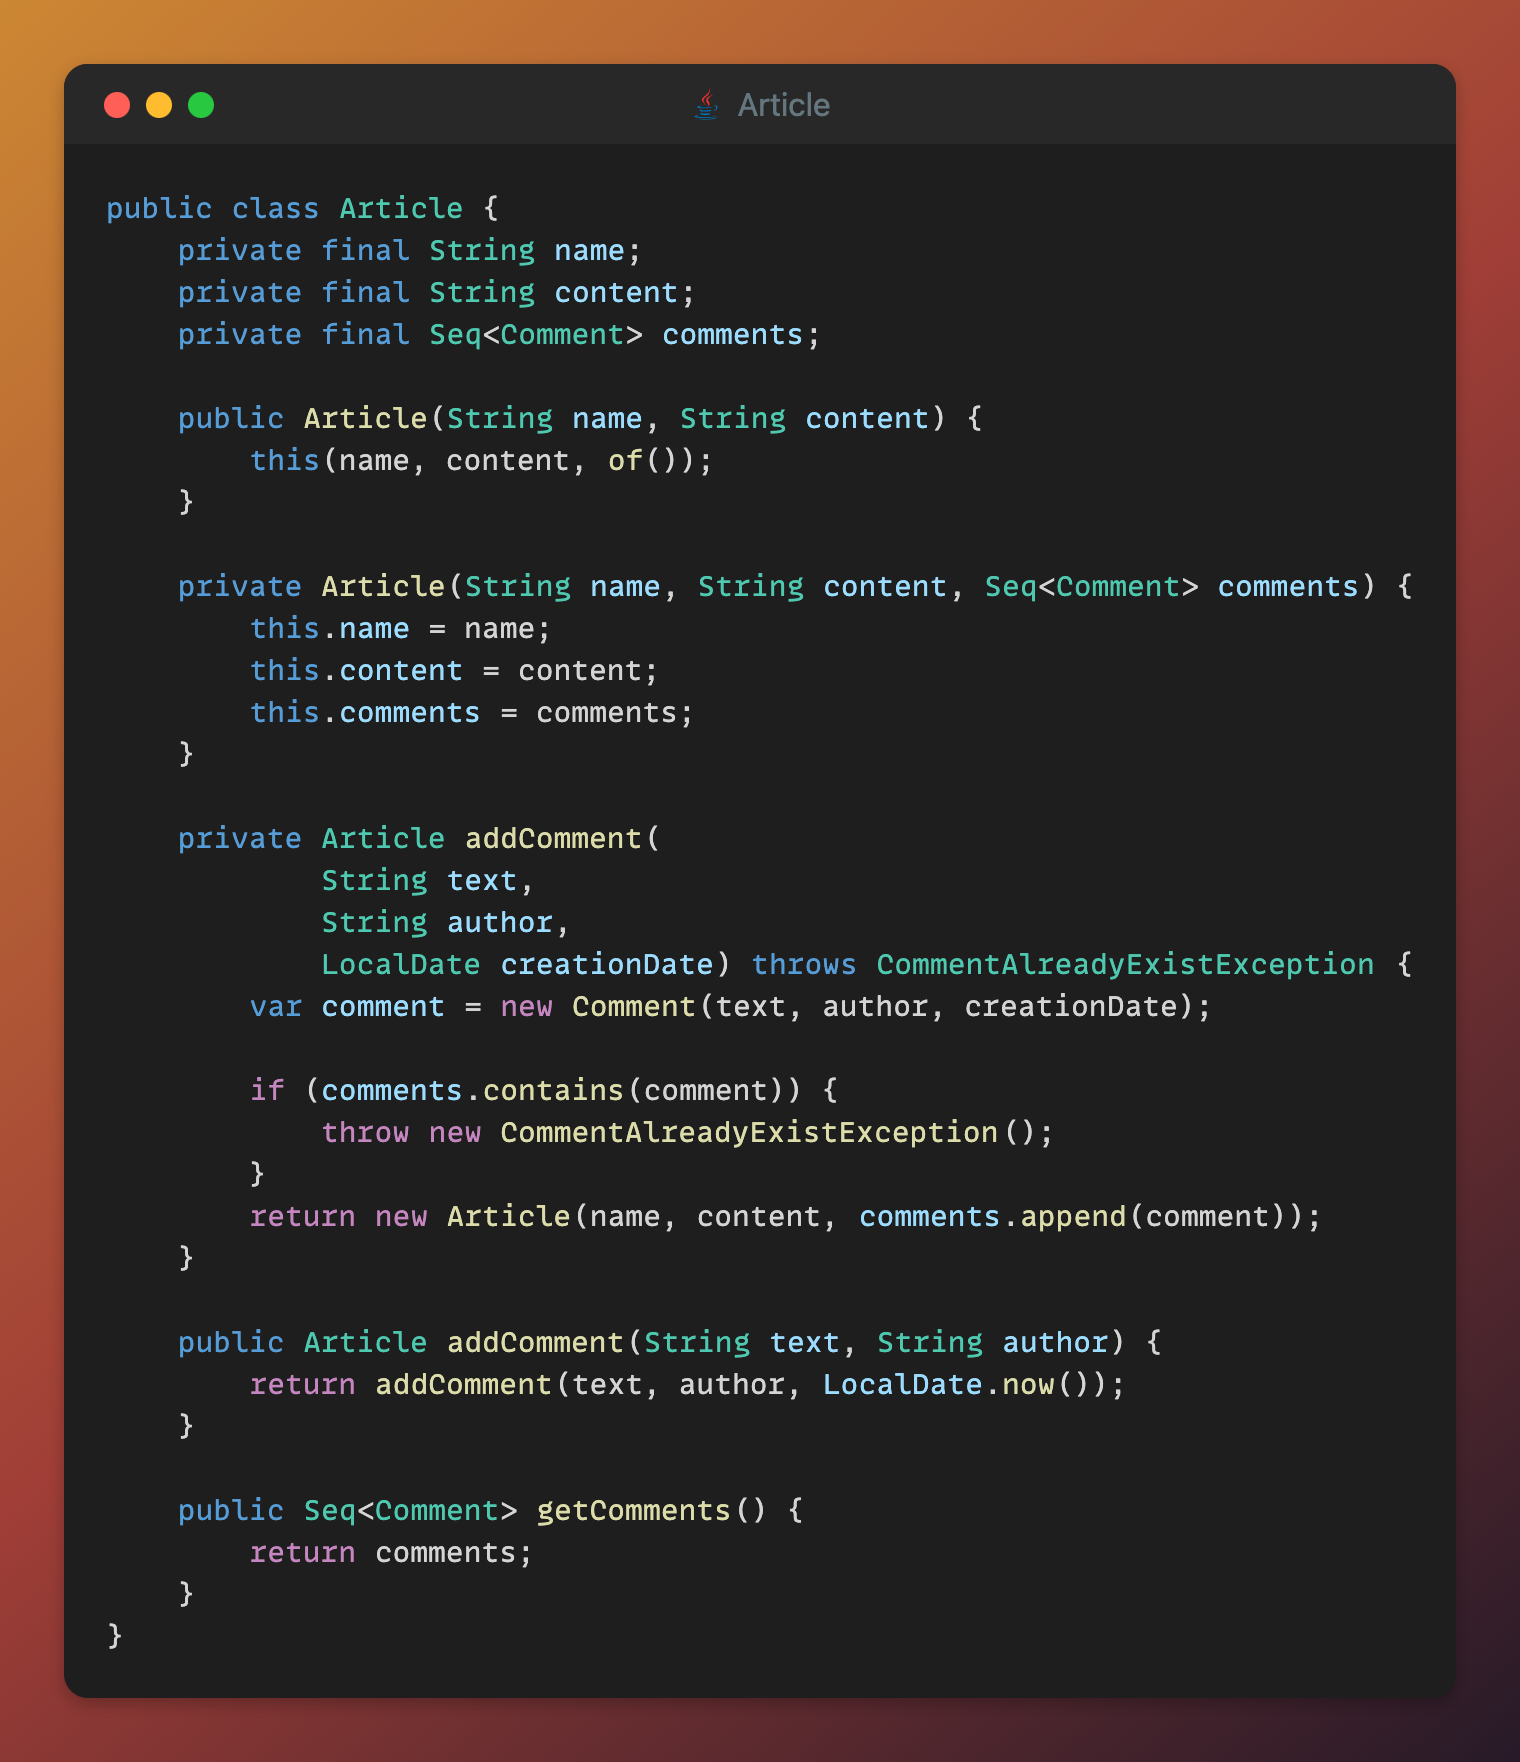 Article
public class Article {
    private final String name;
    private final String content;
    private final Seq<Comment> comments;

    public Article(String name, String content) {
        this(name, content, of());
    }

    private Article(String name, String content, Seq<Comment> comments) {
        this.name = name;
        this.content = content;
        this.comments = comments;
    }

    private Article addComment(
            String text,
            String author,
            LocalDate creationDate) throws CommentAlreadyExistException {
        var comment = new Comment(text, author, creationDate);

        if (comments.contains(comment)) {
            throw new CommentAlreadyExistException();
        }
        return new Article(name, content, comments.append(comment));
    }

    public Article addComment(String text, String author) {
        return addComment(text, author, LocalDate.now());
    }

    public Seq<Comment> getComments() {
        return comments;
    }
}